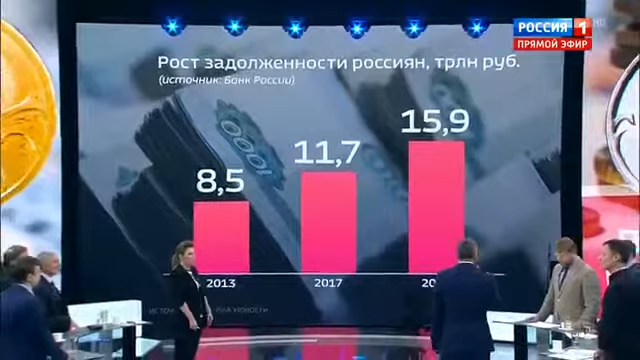 РОССИЯ 1
HD
ПРЯМОЙ ЭФИР
Рост задолженности россиян, трлн руб.
(источник: Банк России)
15,9
11,7
8,5
2013
2017